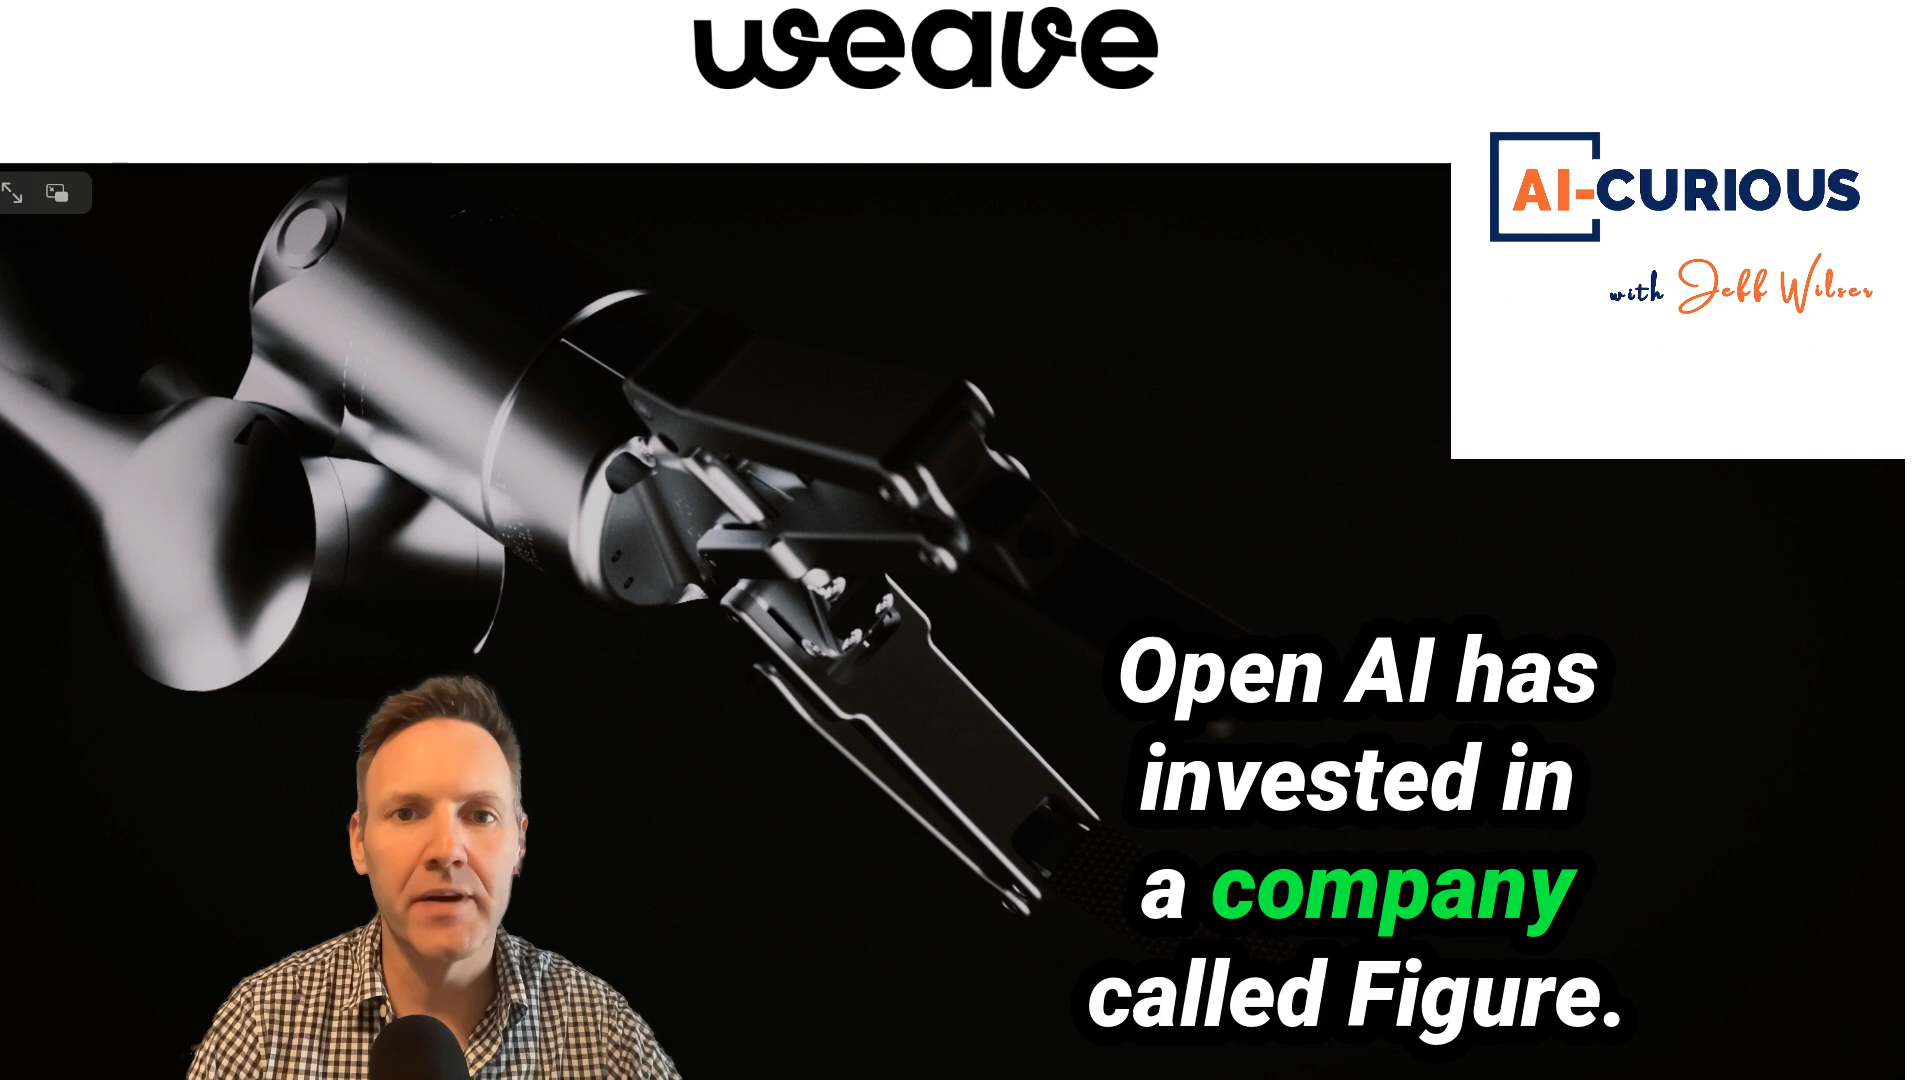 weave
AI-CURIOUS
with Jeff Wilser
Open AI has
invested in
a company
called Figure.